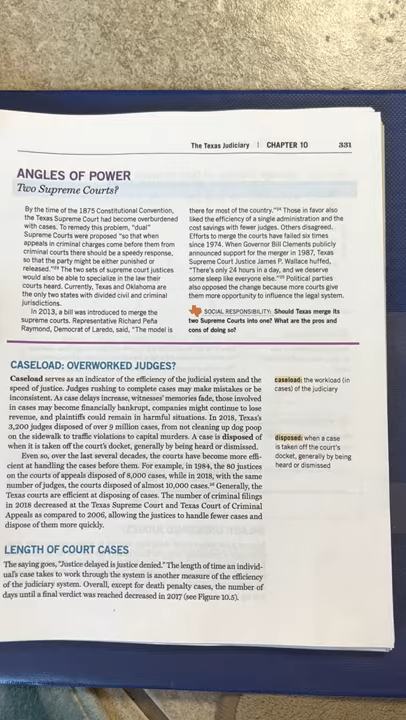 The Texas Judiciary | CHAPTER 10 331
ANGLES OF POWER
Two Supreme Courts?
By the time of the 1875 Constitutional Convention,
the Texas Supreme Court had become overburdened
with cases. To remedy this problem, "dual"
Supreme Courts were proposed "so that when
appeals in criminal charges come before them from
criminal courts there should be a speedy response,
so that the party might be either punished or
released."²³ The two sets of supreme court justices
would also be able to specialize in the law their
courts heard. Currently, Texas and Oklahoma are
the only two states with divided civil and criminal
jurisdictions.
In 2013, a bill was introduced to merge the
supreme courts. Representative Richard Peña
Raymond, Democrat of Laredo, said, "The model is
there for most of the country."²⁴ Those in favor also
liked the efficiency of a single administration and the
cost savings with fewer judges. Others disagreed.
Efforts to merge the courts have failed six times
since 1974. When Governor Bill Clements publicly
announced support for the merger in 1987, Texas
Supreme Court Justice James P. Wallace huffed,
"There's only 24 hours in a day, and we deserve
some sleep like everyone else."²⁵ Political parties
also opposed the change because more courts give
them more opportunity to influence the legal system.
SOCIAL RESPONSIBILITY: Should Texas merge its
two Supreme Courts into one? What are the pros and
cons of doing so?
CASELOAD: OVERWORKED JUDGES?
Caseload serves as an indicator of the efficiency of the judicial system and the
speed of justice. Judges rushing to complete cases may make mistakes or be
inconsistent. As case delays increase, witnesses' memories fade, those involved
in cases may become financially bankrupt, companies might continue to lose
revenue, and plaintiffs could remain in harmful situations. In 2018, Texas's
3,200 judges disposed of over 9 million cases, from not cleaning up dog poop
on the sidewalk to traffic violations to capital murders. A case is disposed of
when it is taken off the court's docket, generally by being heard or dismissed.
Even so, over the last several decades, the courts have become more effi-
cient at handling the cases before them. For example, in 1984, the 80 justices
on the courts of appeals disposed of 8,000 cases, while in 2018, with the same
number of judges, the courts disposed of almost 10,000 cases.²⁶ Generally, the
Texas courts are efficient at disposing of cases. The number of criminal filings
in 2018 decreased at the Texas Supreme Court and Texas Court of Criminal
Appeals as compared to 2006, allowing the justices to handle fewer cases and
dispose of them more quickly.
caseload: the workload (in
cases) of the judiciary
disposed: when a case
is taken off the court's
docket, generally by being
heard or dismissed
LENGTH OF COURT CASES
The saying goes, "Justice delayed is justice denied." The length of time an individ-
ual's case takes to work through the system is another measure of the efficiency
of the judiciary system. Overall, except for death penalty cases, the number of
days until a final verdict was reached decreased in 2017 (see Figure 10.5).